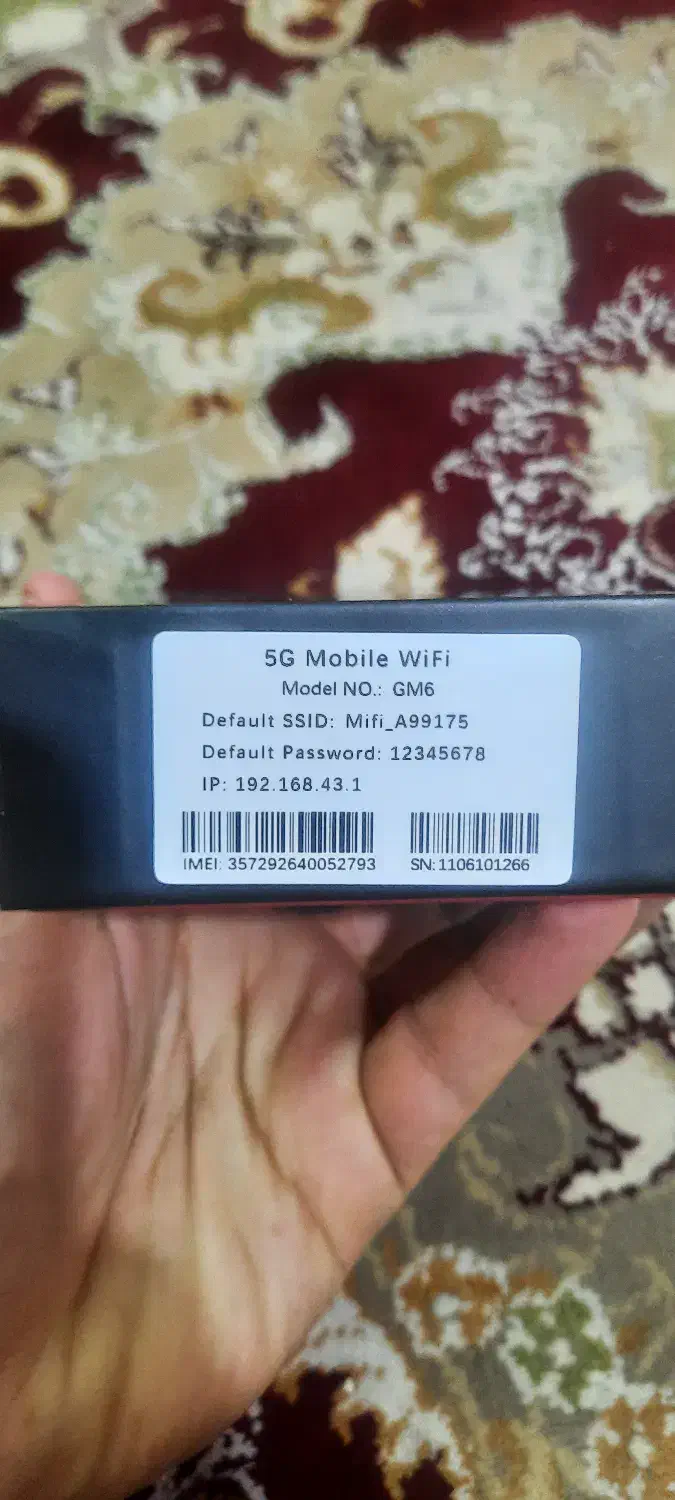 5G Mobile WiFi
Model NO.: GM6
Default SSID: Mifi_A99175
Default Password: 12345678
IP: 192.168.43.1
IMEI: 357292640052793 SN:1106101266